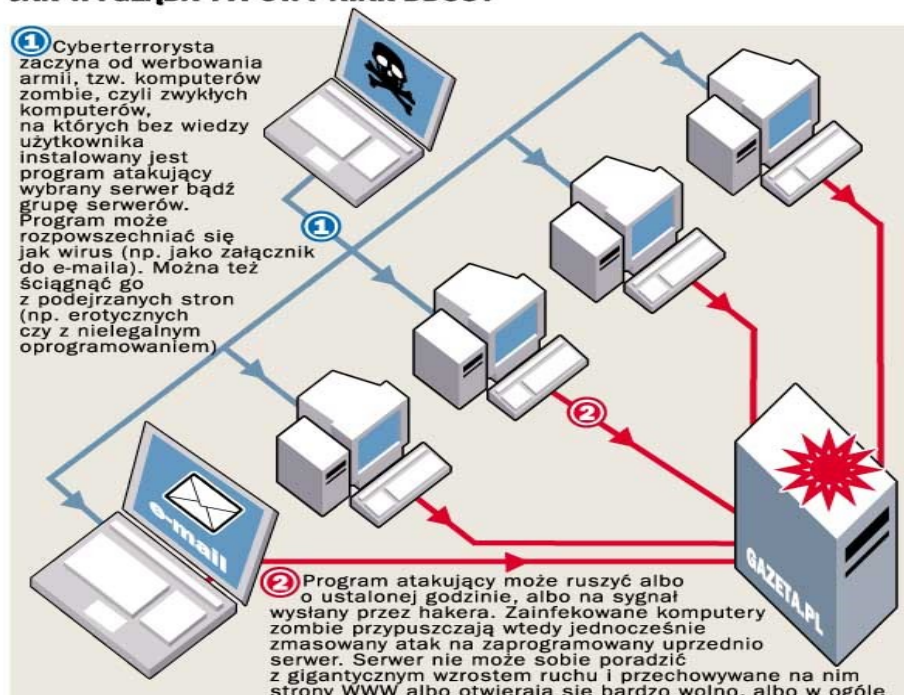 1 Cyberterrorysta
zaczyna od werbowania
armii, tzw. komputerów
zombie, czyli zwykłych
komputerów,
na których bez wiedzy
użytkownika
instalowany jest
program atakujący
wybrany serwer bądź
grupę serwerów.
Program może
rozpowszechniać się
jak wirus (np. jako załącznik
do e-maila). Można też
ściągnąć go
z podejrzanych stron
(np. erotycznych
czy z nielegalnym
oprogramowaniem)
1
2
e-mail
GAZETA.PL
2 Program atakujący może ruszyć albo
o ustalonej godzinie, albo na sygnał
wysłany przez hakera. Zainfekowane komputery
zombie przypuszczają wtedy jednocześnie
zmasowany atak na zaprogramowany uprzednio
serwer. Serwer nie może sobie poradzić
z gigantycznym wzrostem ruchu i przechowywane na nim
strony WWW albo otwierają się bardzo wolno, albo w ogóle